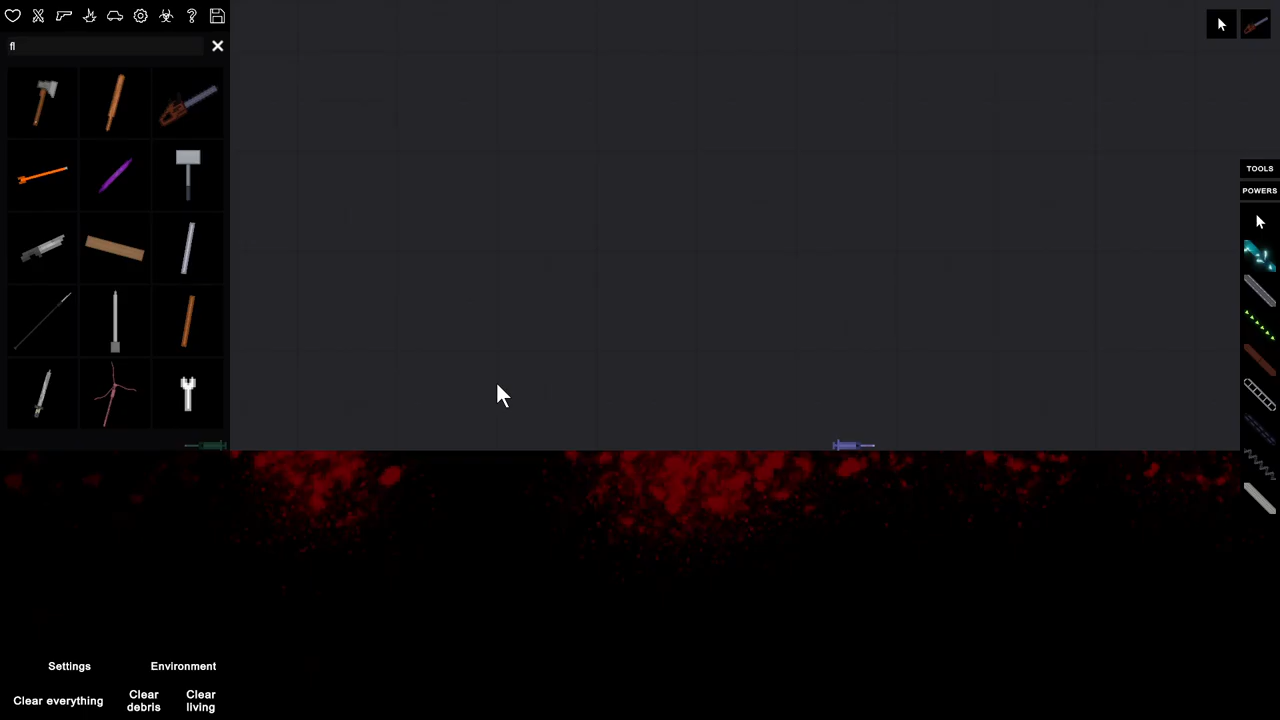 fl
TOOLS
POWERS
Settings
Environment
Clear everything
Clear
debris
Clear
living